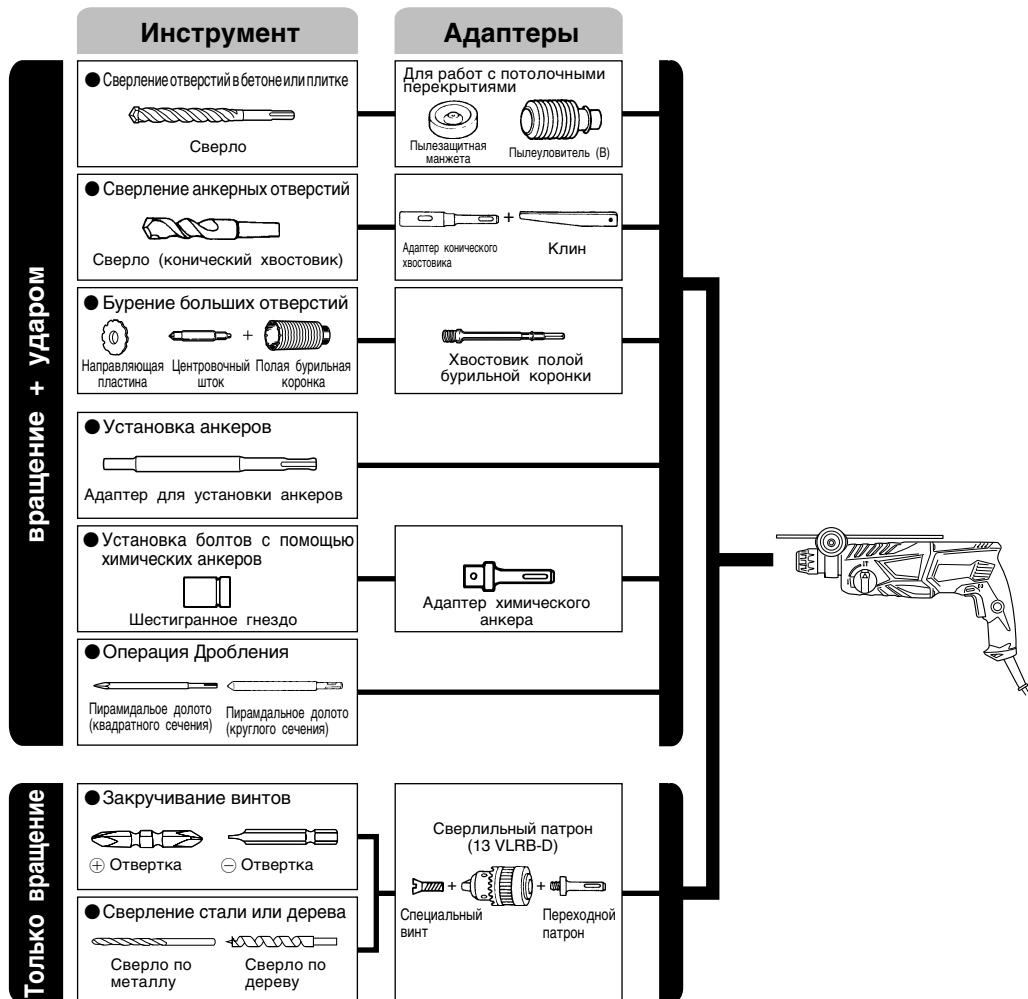 Инструмент
Адаптеры
вращение + ударом
● Сверление отверстий в бетоне или плитке
Сверло
Для работ с потолочными
перекрытиями
Пылезащитная
манжета
Пылеуловитель (В)
● Сверление анкерных отверстий
Сверло (конический хвостовик)
+
Адаптер конического
хвостовика
Клин
● Бурение больших отверстий
+
Направляющая
пластина
Центровочный
шток
Полая бурильная
коронка
Хвостовик полой
бурильной коронки
● Установка анкеров
Адаптер для установки анкеров
● Установка болтов с помощью
химических анкеров
Шестигранное гнездо
Адаптер химического
анкера
● Операция Дробления
Пирамидалье долото
(квадратного сечения)
Пирамдальное долото
(круглого сечения)
Только вращение
● Закручивание винтов
⊕ Отвертка
⊖ Отвертка
● Сверление стали или дерева
Сверло по
металлу
Сверло по
дереву
Сверлильный патрон
(13 VLRB-D)
+ +
Специальный
винт
Переходной
патрон